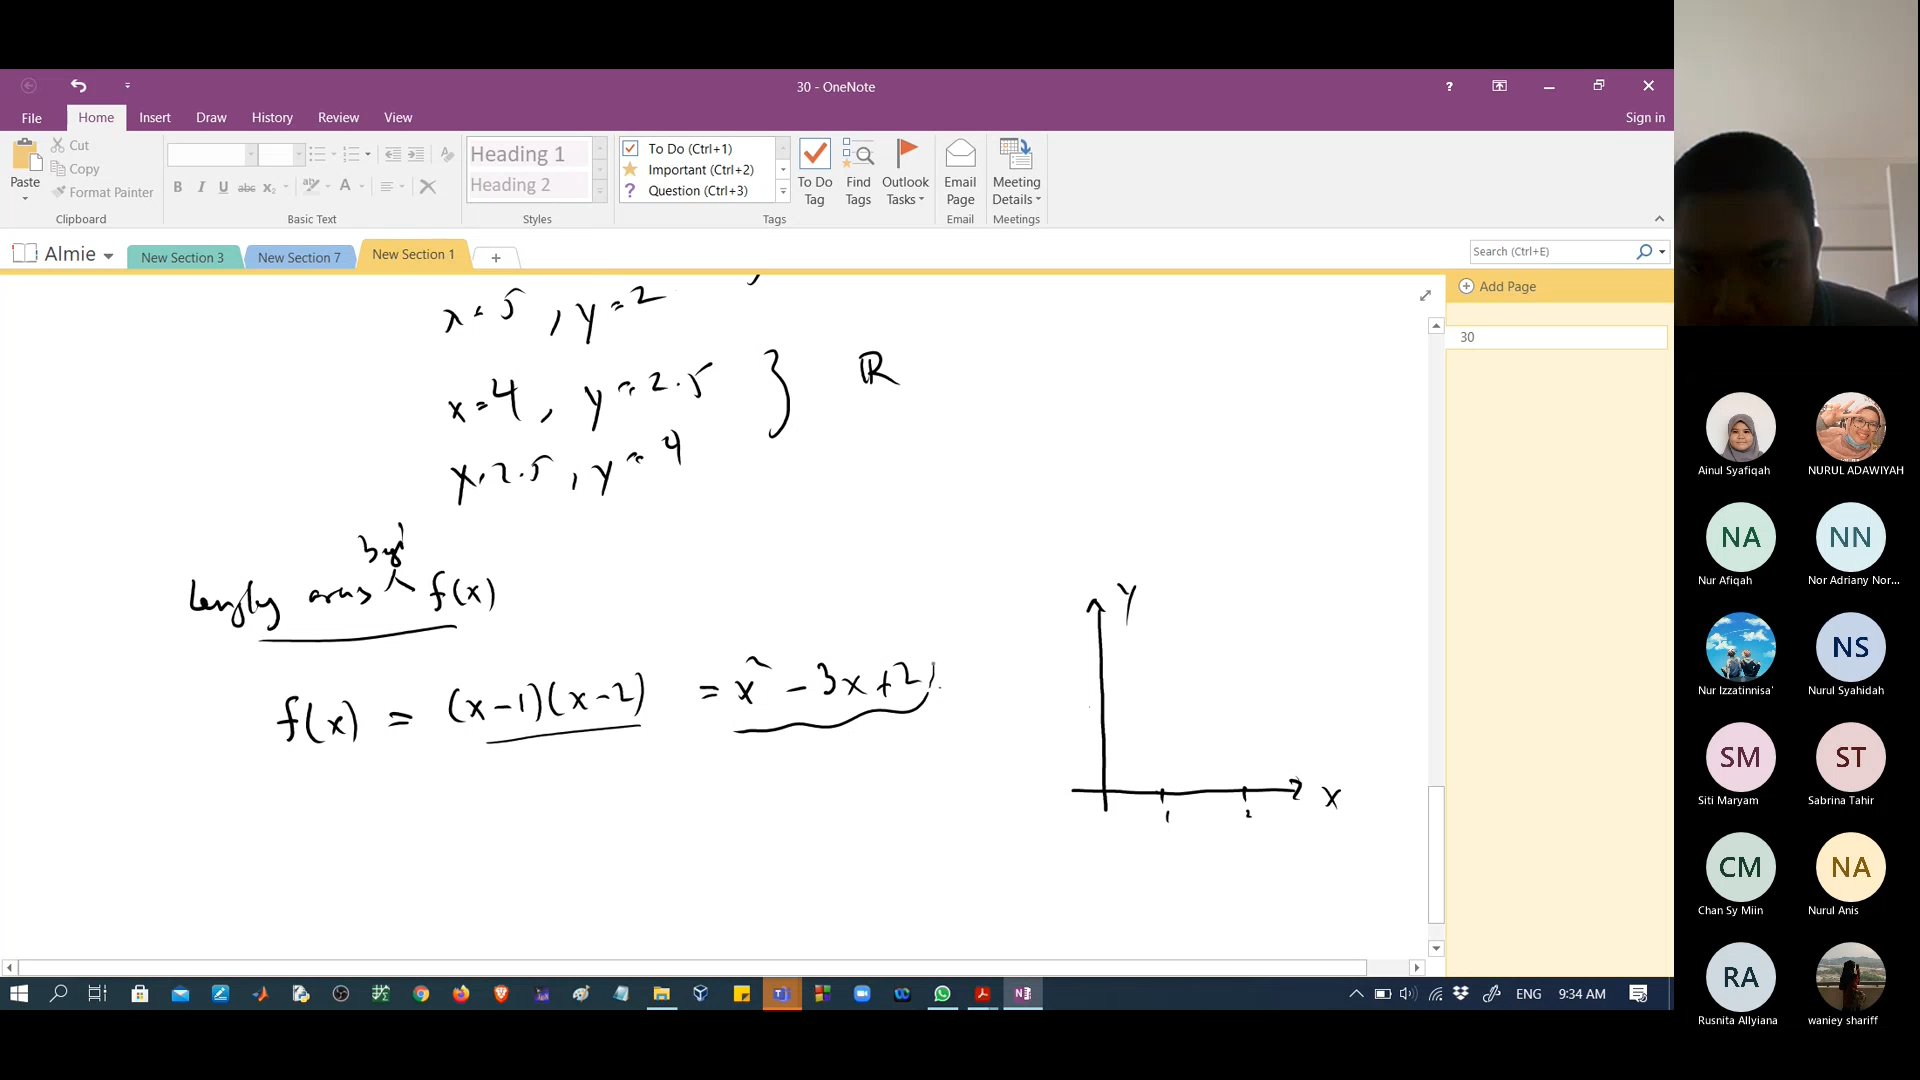 30 - OneNote
File Home Insert Draw History Review View
Sign in
Paste
Cut
Copy
Format Painter
Clipboard
B I U abc x₂ A
Basic Text
Heading 1
Heading 2
Styles
To Do (Ctrl+1)
Important (Ctrl+2)
Question (Ctrl+3)
Tags
To Do Tag
Find Tags
Outlook Tasks
Email Page
Email
Meeting Details
Meetings
Almie
New Section 3
New Section 7
New Section 1
Search (Ctrl+E)
Add Page
30
x = 5 , y = 2
x = 4 , y = 2.5 } ℝ
x = 2.5 , y = 4
f(x)
f(x) = (x-1)(x-2) = x² - 3x + 2
Y
X
1 2
Ainul Syafiqah
NURUL ADAWIYAH
NA
Nur Afiqah
NN
Nor Adriany Nor...
Nur Izzatinnisa'
NS
Nurul Syahidah
SM
Siti Maryam
ST
Sabrina Tahir
CM
Chan Sy Miin
NA
Nurul Anis
RA
Rusnita Allyiana
waniey shariff
ENG
9:34 AM